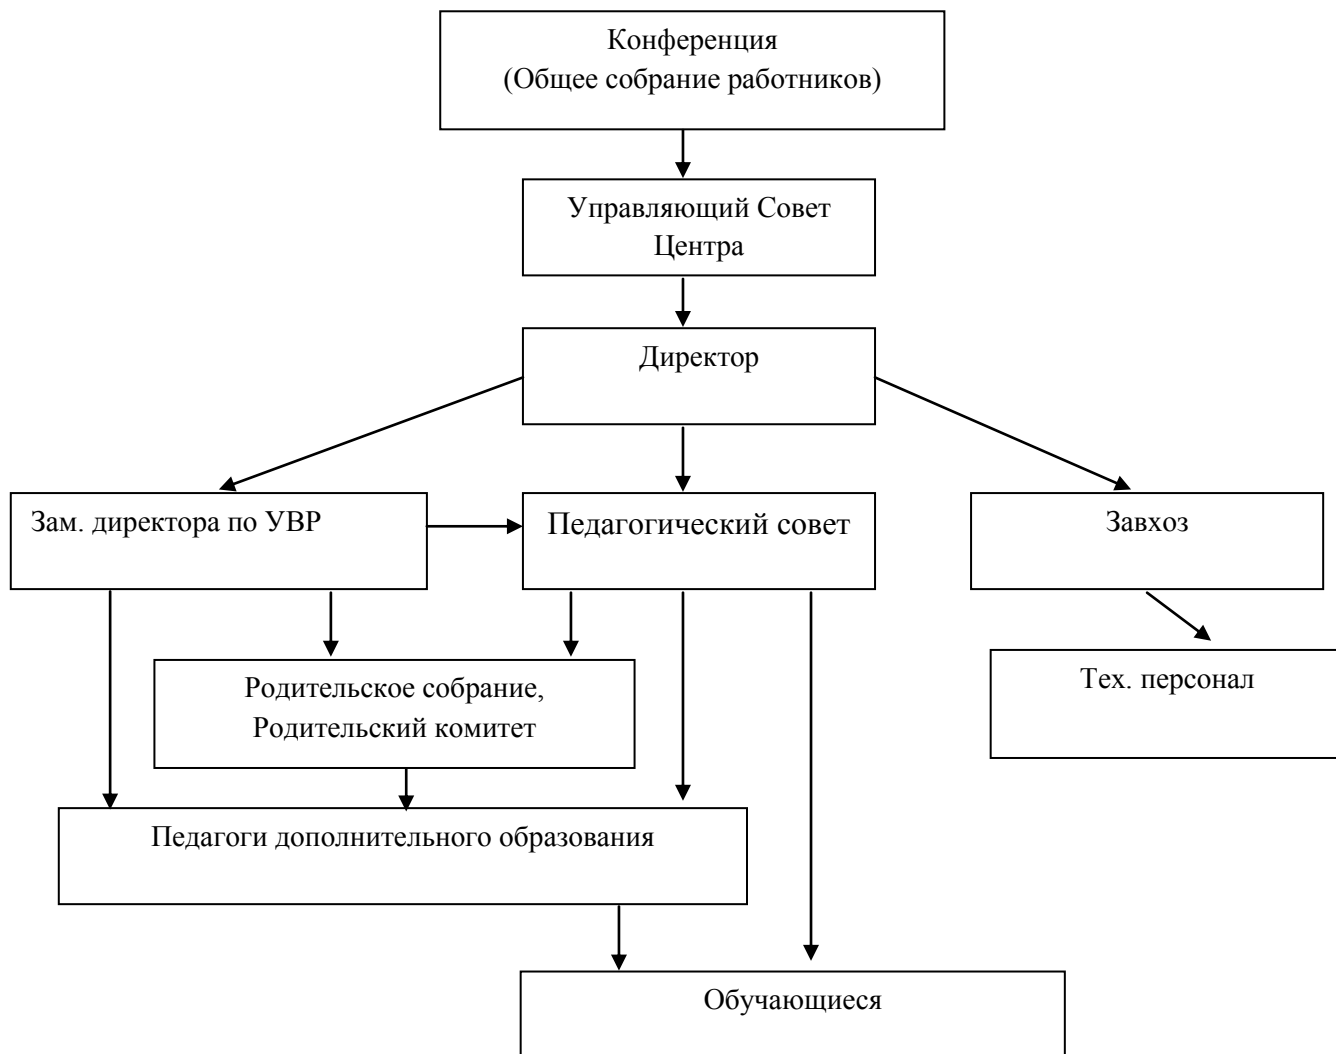 Конференция
(Общее собрание работников)
Управляющий Совет
Центра
Директор
Зам. директора по УВР
Педагогический совет
Завхоз
Родительское собрание,
Родительский комитет
Тех. персонал
Педагоги дополнительного образования
Обучающиеся